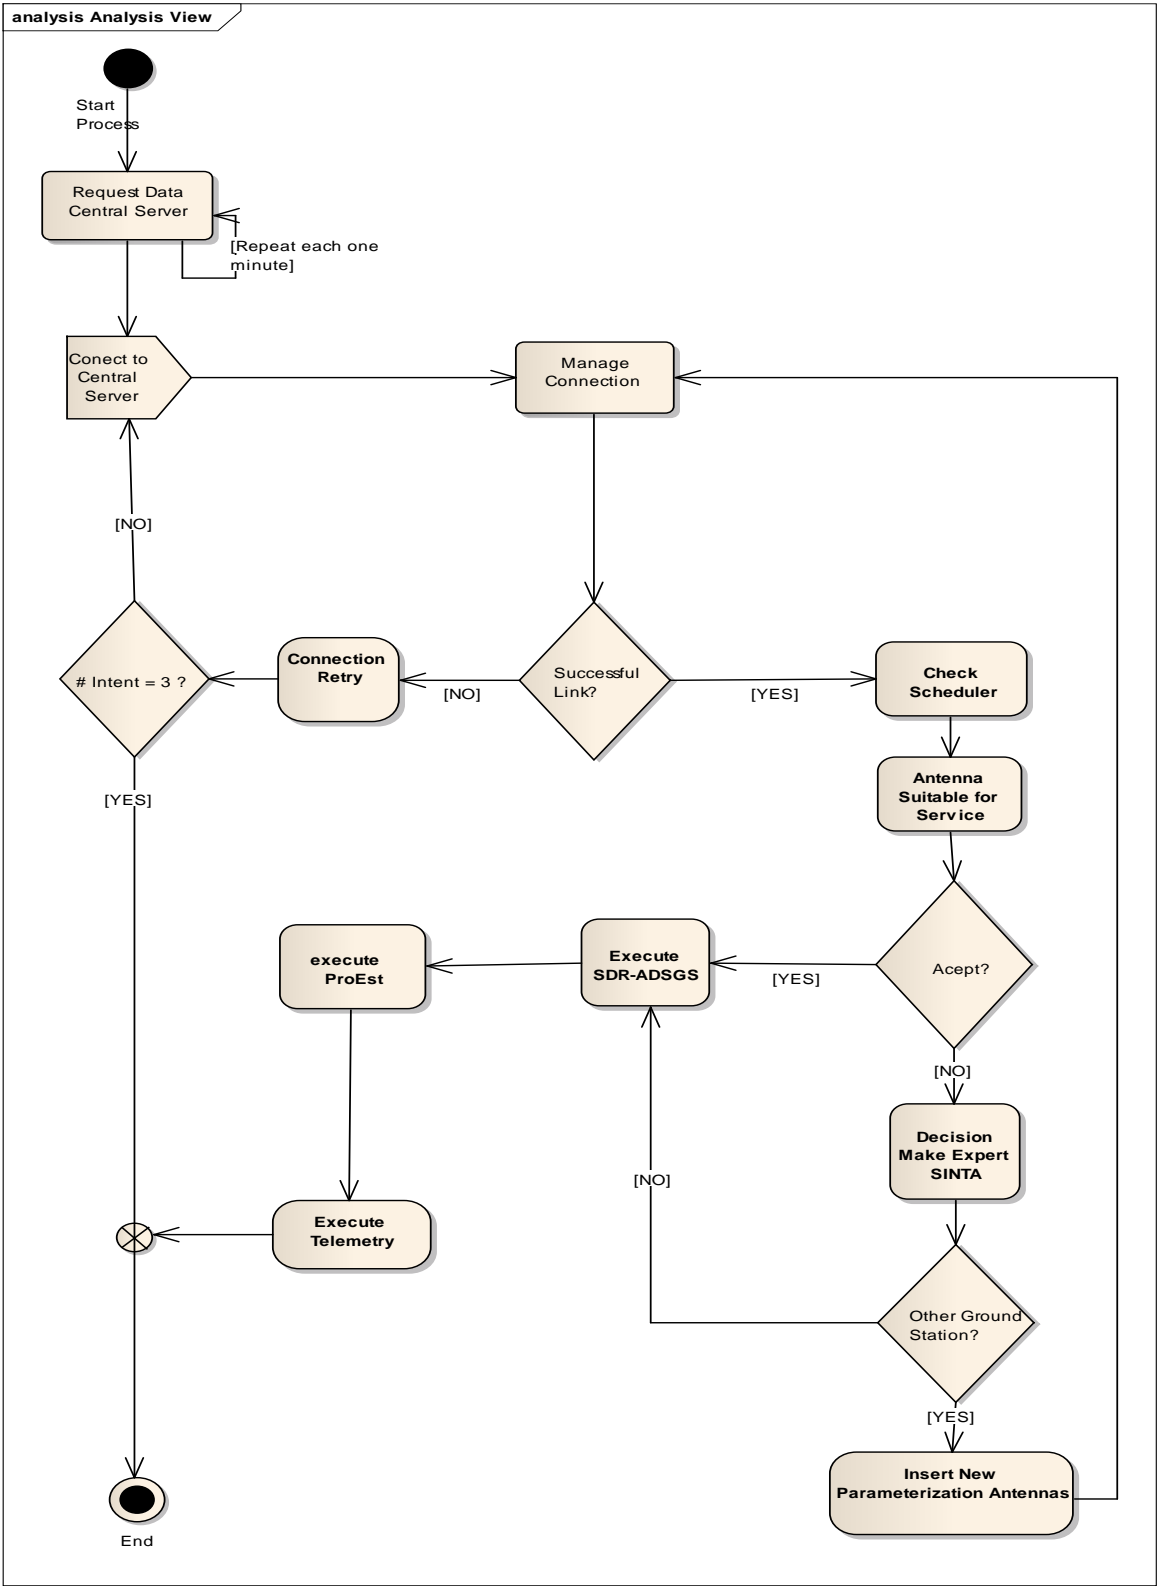 analysis Analysis View
Start
Process
Request Data
Central Server
[Repeat each one
minute]
Conect to
Central
Server
Manage
Connection
[NO]
# Intent = 3 ?
Connection
Retry
[NO]
Successful
Link?
[YES]
Check
Scheduler
Antenna
Suitable for
Service
[YES]
execute
ProEst
Execute
SDR-ADSGS
[YES]
Acept?
[NO]
Decision
Make Expert
SINTA
[NO]
Execute
Telemetry
Other Ground
Station?
[YES]
Insert New
Parameterization Antennas
End